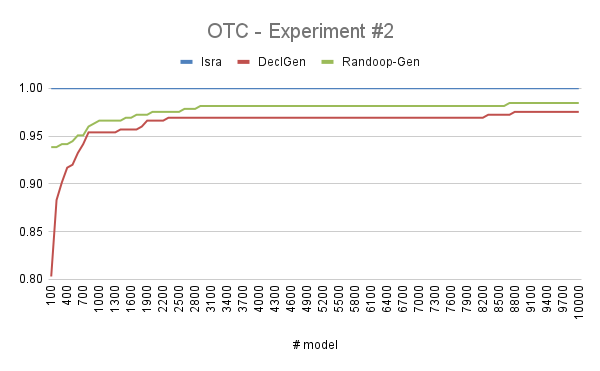 OTC - Experiment #2
Isra DeclGen Randoop-Gen
1.00
0.95
0.90
0.85
0.80
100 400 700 1000 1300 1600 1900 2200 2500 2800 3100 3400 3700 4000 4300 4600 4900 5200 5500 5800 6100 6400 6700 7000 7300 7600 7900 8200 8500 8800 9100 9400 9700 10000
# model